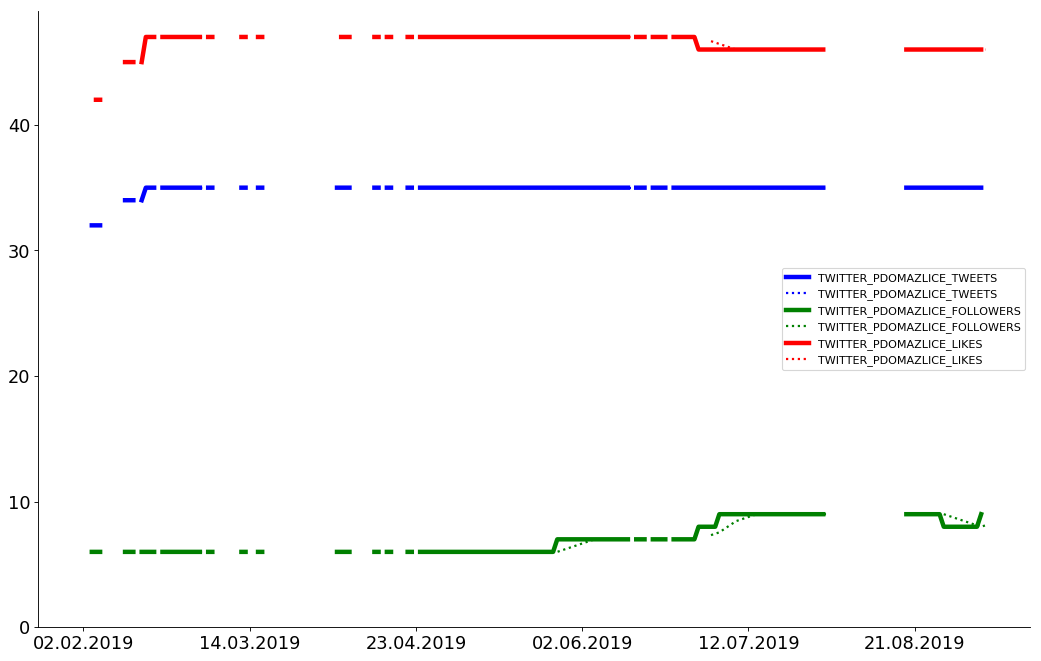 40
30
20
10
0
02.02.2019 14.03.2019 23.04.2019 02.06.2019 12.07.2019 21.08.2019
TWITTER_PDOMAZLICE_TWEETS
TWITTER_PDOMAZLICE_TWEETS
TWITTER_PDOMAZLICE_FOLLOWERS
TWITTER_PDOMAZLICE_FOLLOWERS
TWITTER_PDOMAZLICE_LIKES
TWITTER_PDOMAZLICE_LIKES